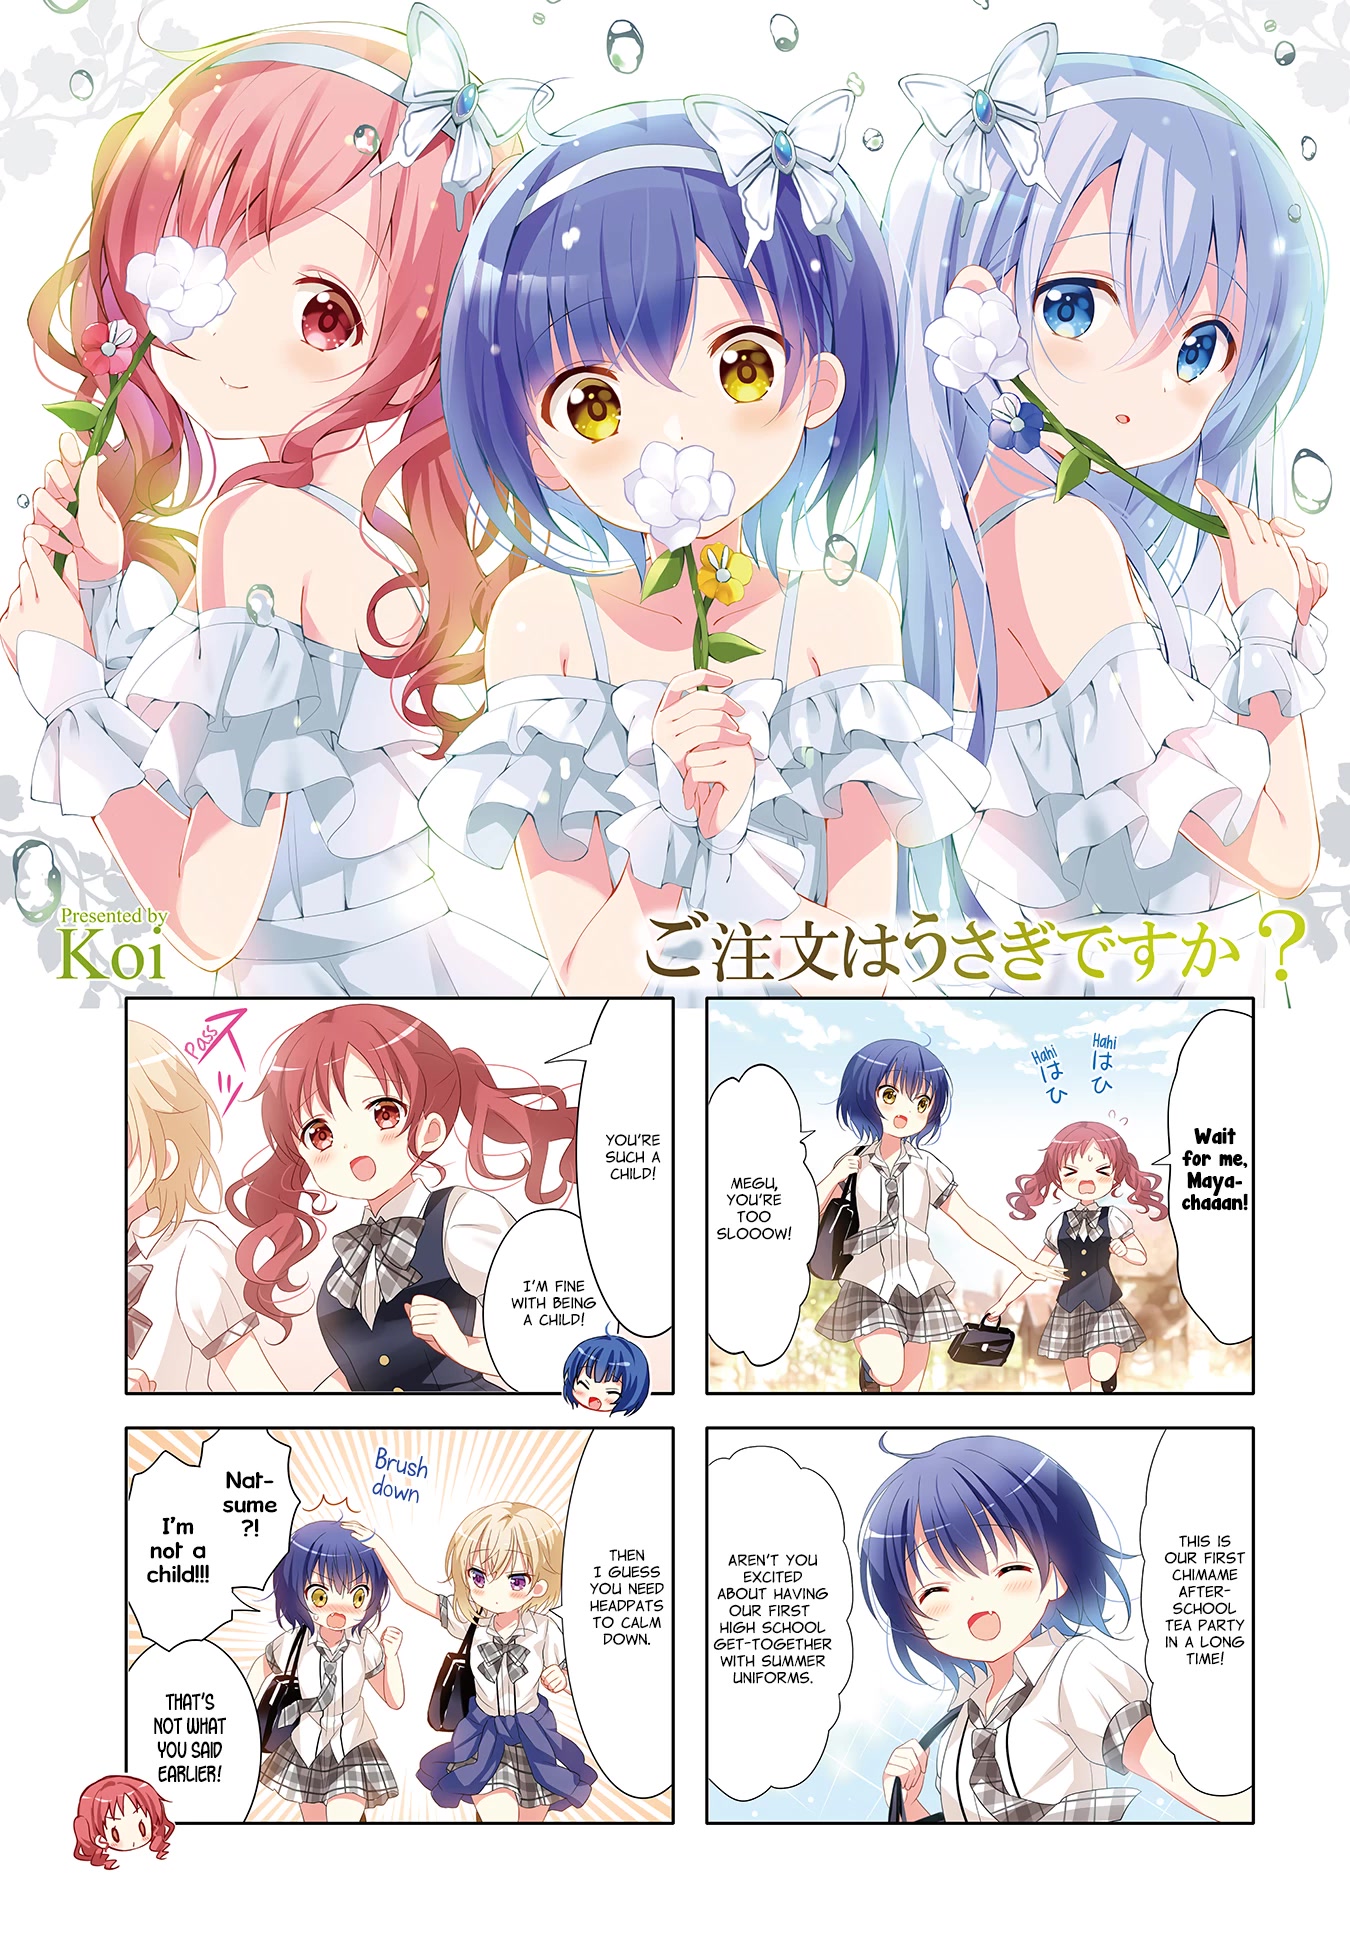 Presented by
Koi
ご注文はうさぎですか?
Wait
for me,
Maya-
chaaan!
Hahi
はひ
Hahi
はひ
MEGU,
YOU'RE
TOO
SLOOOW!
THIS IS
OUR FIRST
CHIMAME
AFTER-
SCHOOL
TEA PARTY
IN A LONG
TIME!
AREN'T YOU
EXCITED
ABOUT HAVING
OUR FIRST
HIGH SCHOOL
GET-TOGETHER
WITH SUMMER
UNIFORMS.
YOU'RE
SUCH A
CHILD!
I'M FINE
WITH BEING
A CHILD!
Pass
スッ
THEN
I GUESS
YOU NEED
HEADPATS
TO CALM
DOWN.
Brush
down
Nat-
sume
?!
I'm
not a
child!!!
THAT'S
NOT WHAT
YOU SAID
EARLIER!